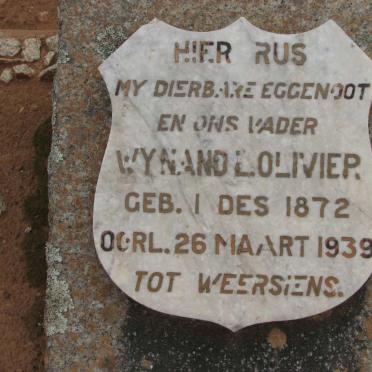 HIER RUS
MY DIERBARE EGGENOOT
EN ONS VADER
WYNAND E. OLIVIER
GEB. 1 DES 1872
OORL. 26 MAART 1939
TOT WEERSIENS.